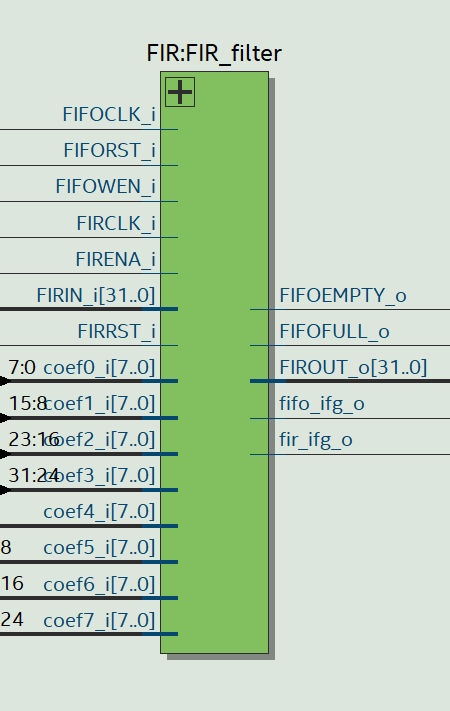 FIR:FIR_filter
FIFOCLK_i
FIFORST_i
FIFOWEN_i
FIRCLK_i
FIRENA_i
FIRIN_i[31..0] FIFOEMPTY_o
FIRRST_i FIFOFULL_o
7:0 coef0_i[7..0] FIROUT_o[31..0]
15:8 coef1_i[7..0] fifo_ifg_o
23:16 coef2_i[7..0] fir_ifg_o
31:24 coef3_i[7..0]
coef4_i[7..0]
8 coef5_i[7..0]
16 coef6_i[7..0]
24 coef7_i[7..0]